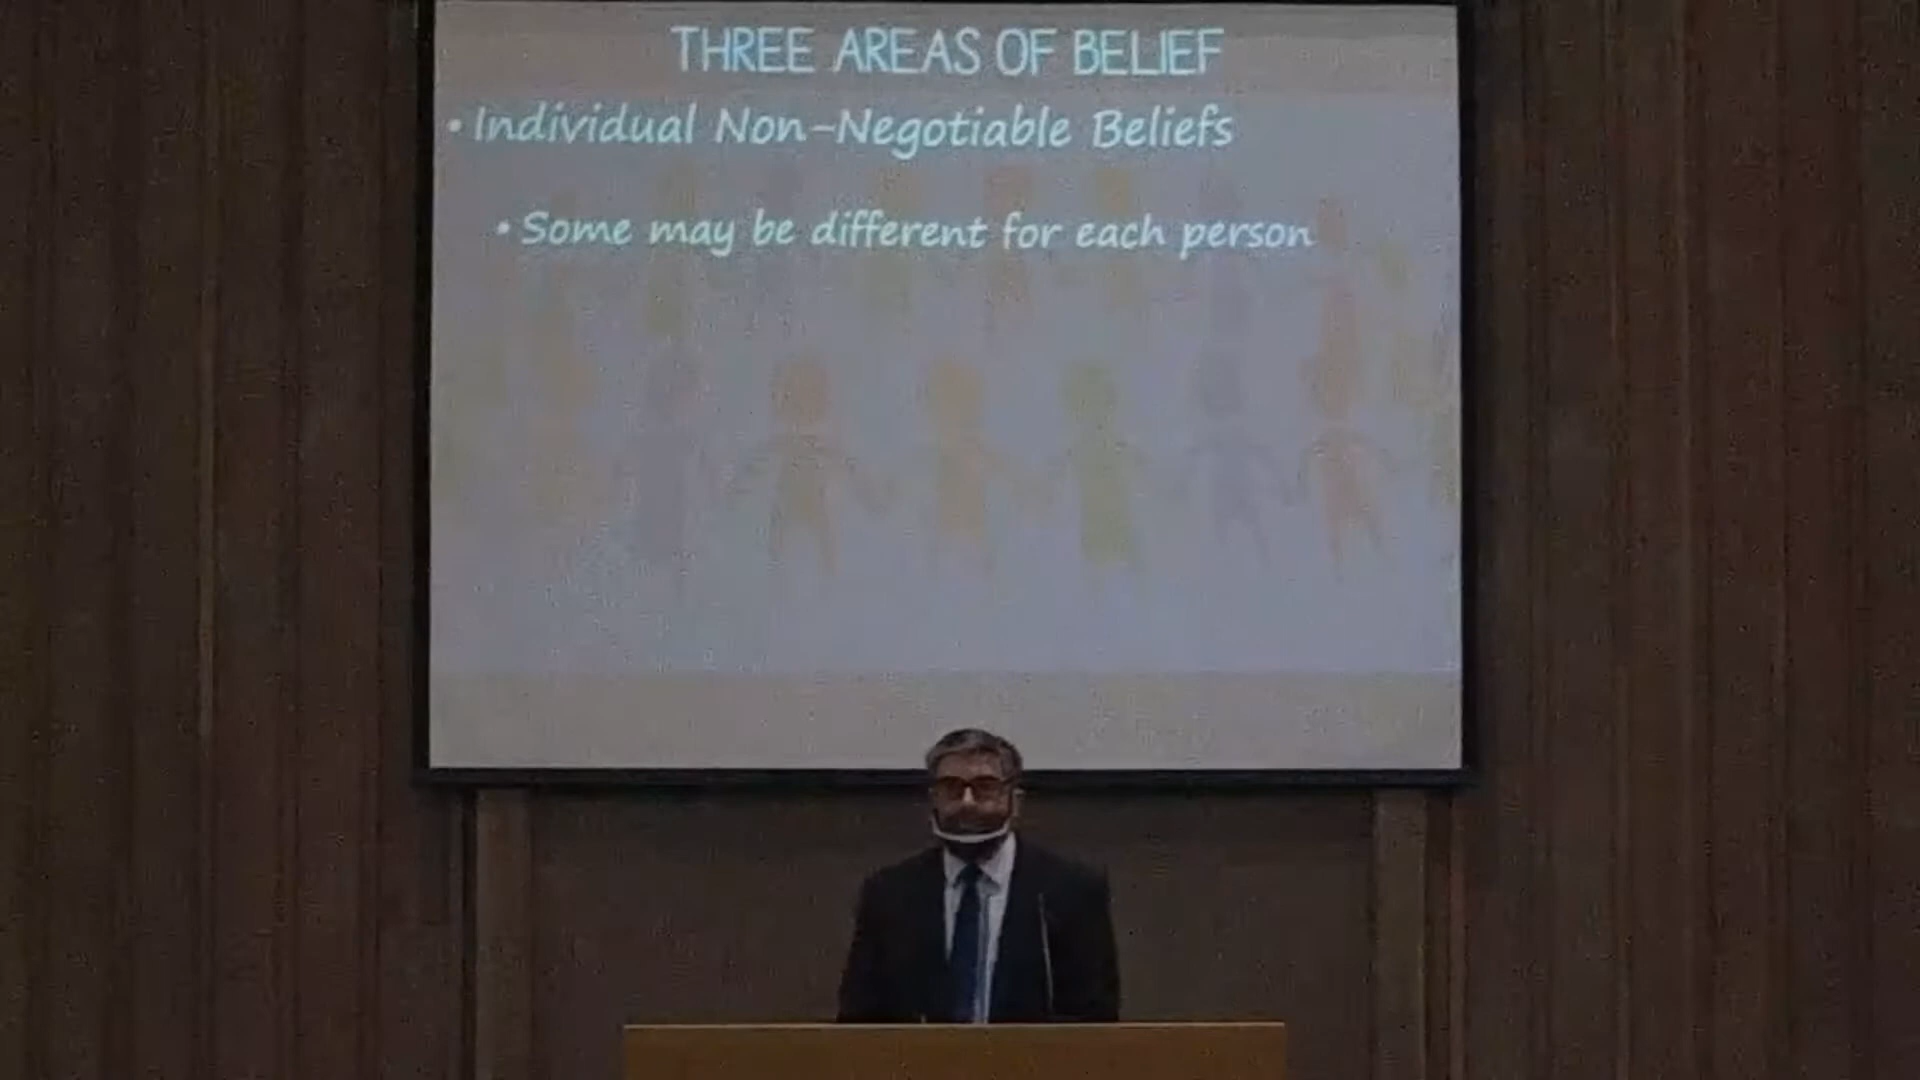 THREE AREAS OF BELIEF
• Individual Non-Negotiable Beliefs
• Some may be different for each person